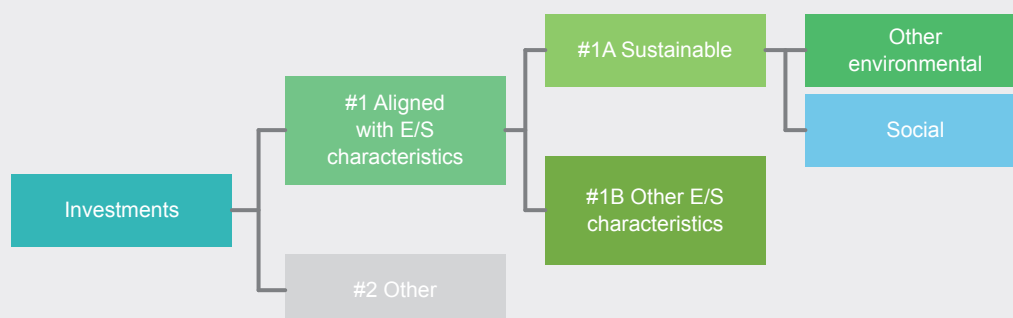 Investments
#1 Aligned
with E/S
characteristics
#2 Other
#1A Sustainable
#1B Other E/S
characteristics
Other
environmental
Social